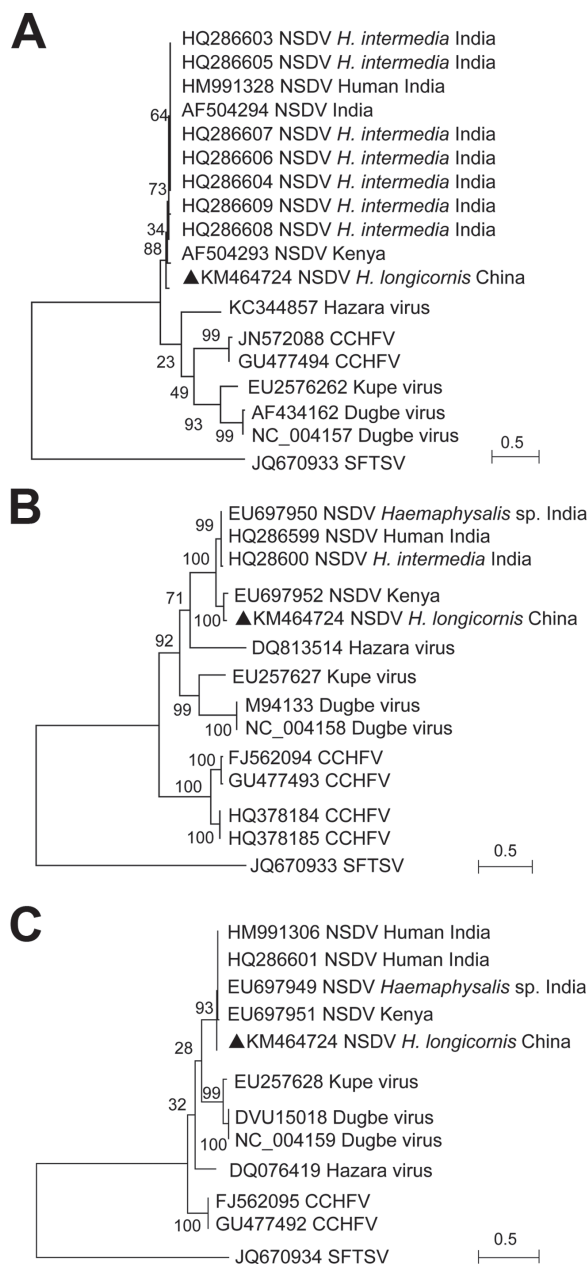 A
HQ286603 NSDV H. intermedia India
HQ286605 NSDV H. intermedia India
HM991328 NSDV Human India
AF504294 NSDV India
64
HQ286607 NSDV H. intermedia India
HQ286606 NSDV H. intermedia India
HQ286604 NSDV H. intermedia India
73
HQ286609 NSDV H. intermedia India
HQ286608 NSDV H. intermedia India
34
88
AF504293 NSDV Kenya
▲KM464724 NSDV H. longicornis China
KC344857 Hazara virus
99
JN572088 CCHFV
23
GU477494 CCHFV
EU2576262 Kupe virus
49
AF434162 Dugbe virus
93
99
NC_004157 Dugbe virus
0.5
JQ670933 SFTSV
B
EU697950 NSDV Haemaphysalis sp. India
99
HQ286599 NSDV Human India
HQ28600 NSDV H. intermedia India
100
EU697952 NSDV Kenya
71
▲KM464724 NSDV H. longicornis China
100
92
DQ813514 Hazara virus
EU257627 Kupe virus
M94133 Dugbe virus
99
NC_004158 Dugbe virus
100
FJ562094 CCHFV
100
GU477493 CCHFV
100
HQ378184 CCHFV
HQ378185 CCHFV
100
0.5
JQ670933 SFTSV
C
HM991306 NSDV Human India
HQ286601 NSDV Human India
EU697949 NSDV Haemaphysalis sp. India
93
EU697951 NSDV Kenya
▲KM464724 NSDV H. longicornis China
28
EU257628 Kupe virus
99
32
DVU15018 Dugbe virus
NC_004159 Dugbe virus
100
DQ076419 Hazara virus
FJ562095 CCHFV
GU477492 CCHFV
100
0.5
JQ670934 SFTSV